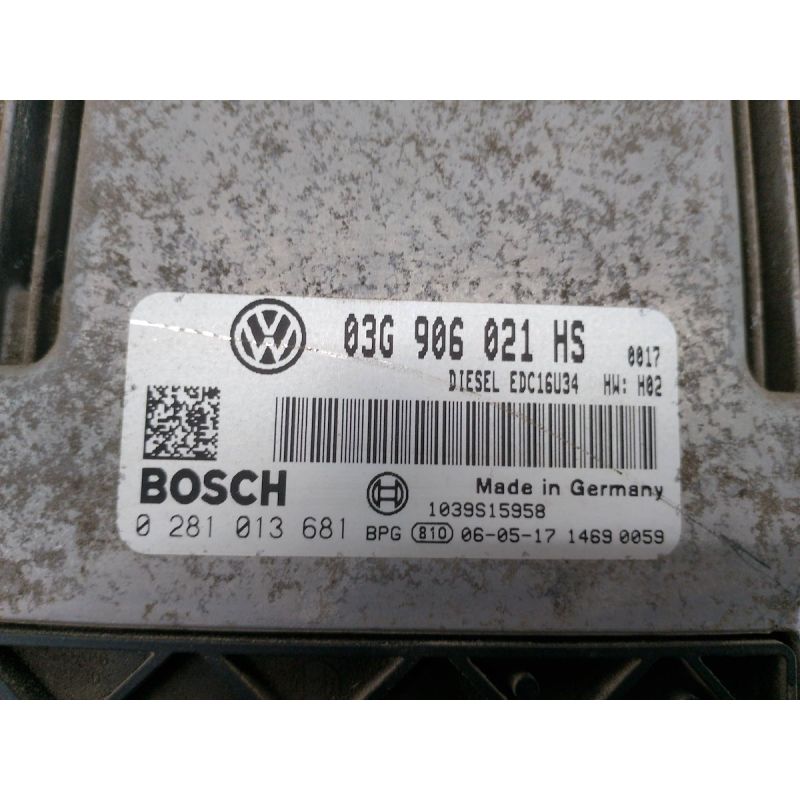 03G 906 021 HS 0017
DIESEL EDC16U34 HW: H02
BOSCH
Made in Germany
1039S15958
0 281 013 681 BPG 810 06-05-17 1469 0059